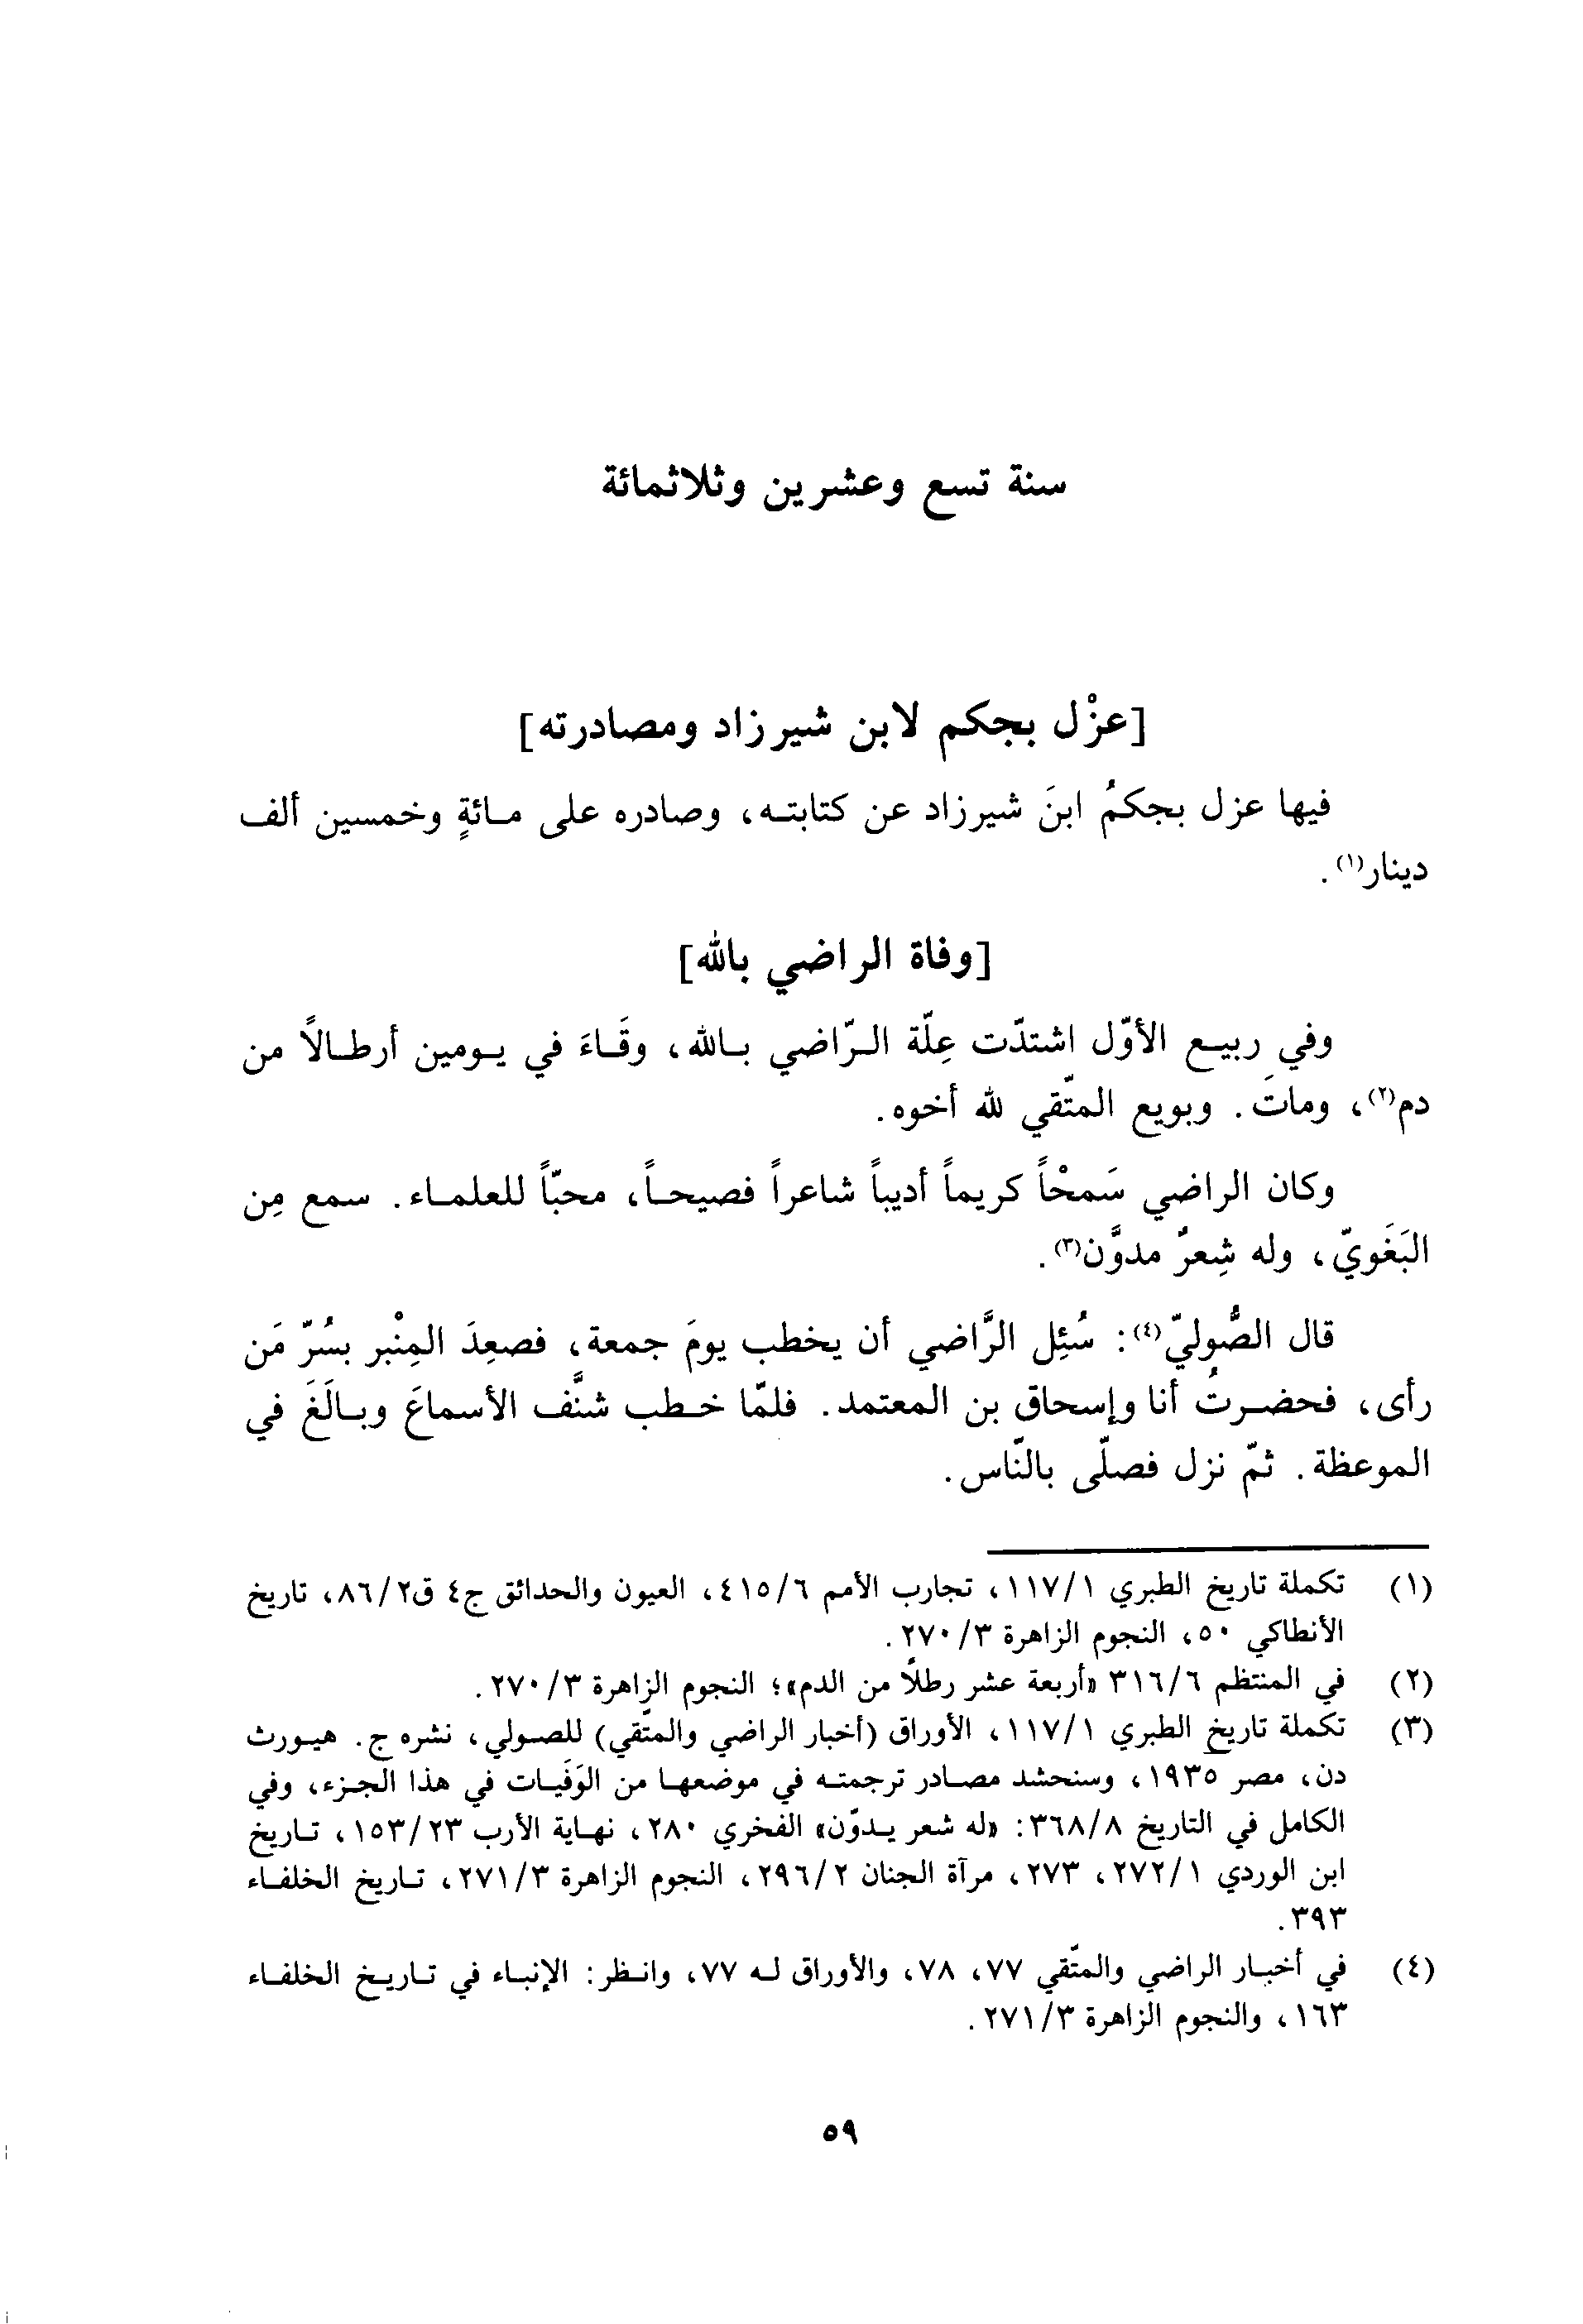 سنة تسع وعشرين وثلاثمائة
[عزْل بجكم لابن شيرزاد ومصادرته]
فيها عزل بجكمُ ابنَ شيرزاد عن كتابته، وصادره على مائةٍ وخمسين ألف
دينار(١).
[وفاة الراضي بالله]
وفي ربيع الأوّل اشتدّت عِلّة الرّاضي بالله، وقَاءَ في يومين أرطالاً من
دم(٢)، وماتَ. وبويع المتّقي لله أخوه.
وكان الراضي سَمحْاً كريماً أديباً شاعراً فصيحاً، محبّاً للعلماء. سمع مِن
البَغَويّ، وله شِعرٌ مدوَّن(٣).
قال الصُّوليّ(٤): سُئِل الرَّاضي أن يخطب يومَ جمعة، فصعِدَ المِنْبر بسُرّ مَن
رأى، فحضرتُ أنا وإسحاق بن المعتمد. فلمّا خطب شنَّف الأسماعَ وبالَغَ في
الموعظة. ثمّ نزل فصلّى بالنّاس.
(١) تكملة تاريخ الطبري ١١٧/١، تجارب الأمم ٤١٥/٦، العيون والحدائق ج٤ ق٨٦/٢، تاريخ
الأنطاكي ٥٠، النجوم الزاهرة ٢٧٠/٣.
(٢) في المنتظم ٣١٦/٦ «أربعة عشر رطلاً من الدم»؛ النجوم الزاهرة ٢٧٠/٣.
(٣) تكملة تاريخ الطبري ١١٧/١، الأوراق (أخبار الراضي والمتّقي) للصولي، نشره ج. هيورث
دن، مصر ١٩٣٥، وسنحشد مصادر ترجمته في موضعها من الوَفَيات في هذا الجزء، وفي
الكامل في التاريخ ٣٦٨/٨: «له شعر يدوّن» الفخري ٢٨٠، نهاية الأرب ١٥٣/٢٣، تاريخ
ابن الوردي ٢٧٢/١، ٢٧٣، مرآة الجنان ٢٩٦/٢، النجوم الزاهرة ٢٧١/٣، تاريخ الخلفاء
٣٩٣.
(٤) في أخبار الراضي والمتّقي ٧٧، ٧٨، والأوراق له ٧٧، وانظر: الإنباء في تاريخ الخلفاء
١٦٣، والنجوم الزاهرة ٢٧١/٣.
٥٩